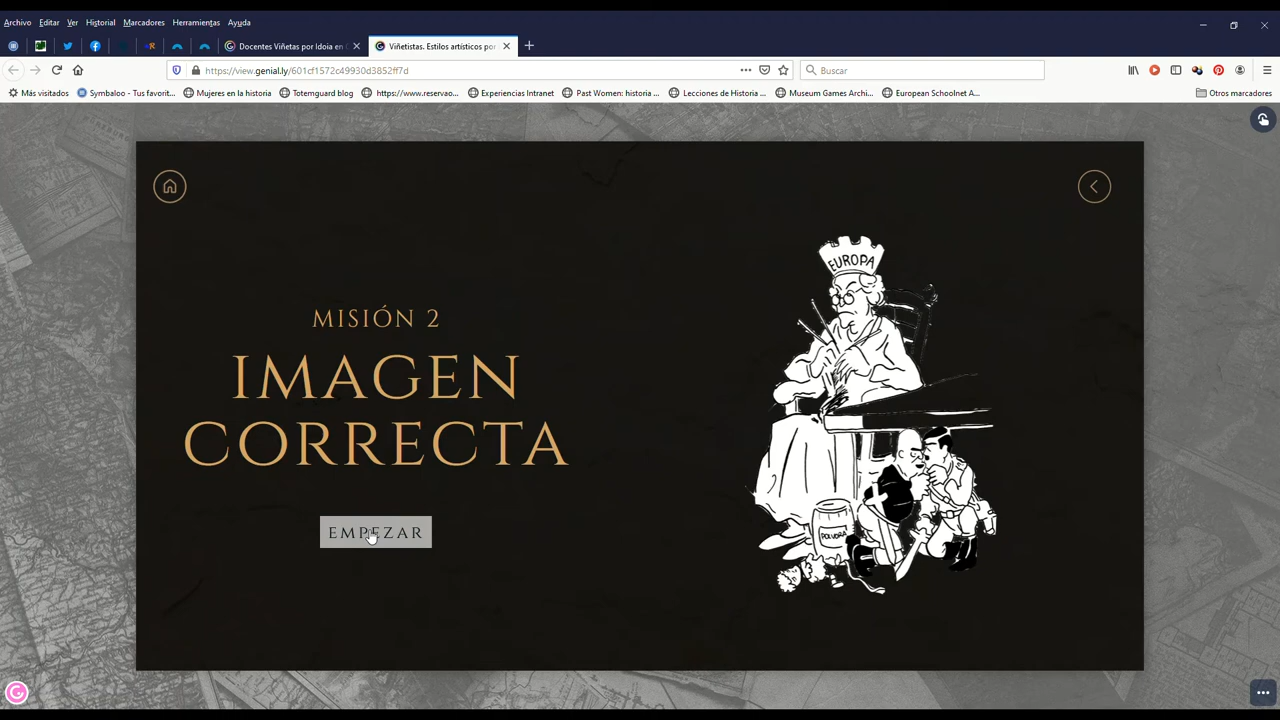 Archivo Editar Ver Historial Marcadores Herramientas Ayuda
Docentes Viñetas por Idoia en
Viñetistas. Estilos artísticos por
https://view.genial.ly/601cf1572c49930d3852ff7d
Buscar
Más visitados Symbaloo - Tus favorit... Mujeres en la historia Totemguard blog https://www.reservao... Experiencias Intranet Past Women: historia ... Lecciones de Historia ... Museum Games Archi... European Schoolnet A... Otros marcadores
EUROPA
MISIÓN 2
IMAGEN
CORRECTA
EMPEZAR
POLVORA